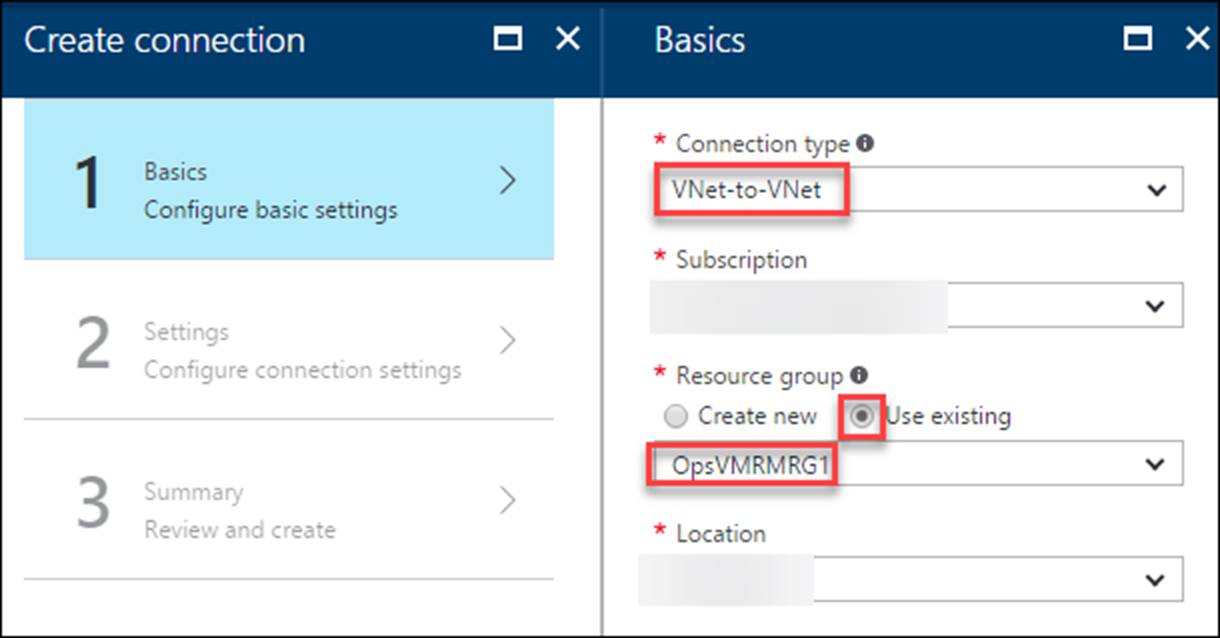 Create connection
1
Basics
Configure basic settings
2
Settings
Configure connection settings
3
Summary
Review and create
Basics
* Connection type
VNet-to-VNet
* Subscription
* Resource group
Create new Use existing
OpsVMRMRG1
* Location